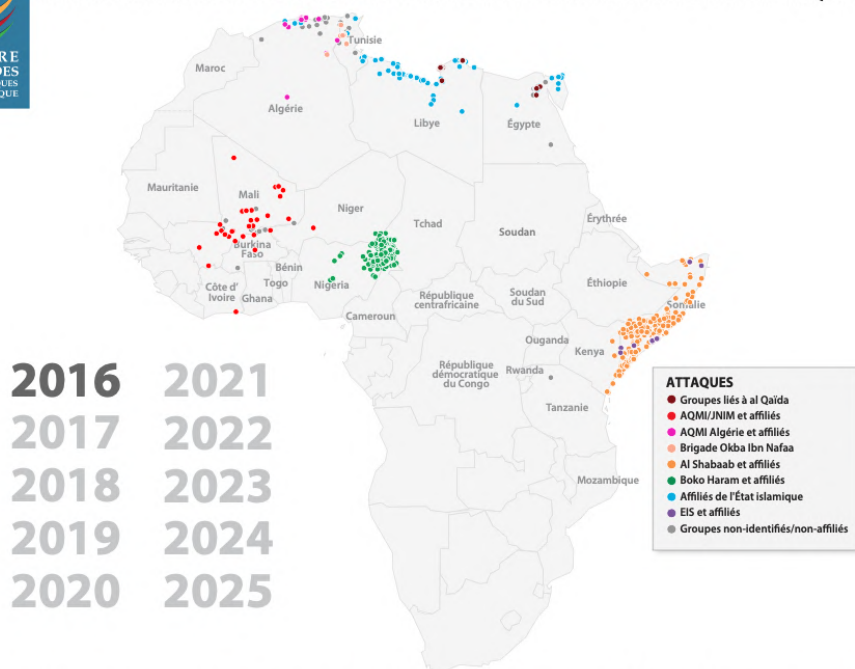 RE
DES
QUES
QUE
Tunisie
Maroc
Algérie
Libye
Égypte
Mauritanie
Mali
Niger
Tchad
Soudan
Érythrée
Burkina
Faso
Bénin
Togo
Ghana
Côte d'
Ivoire
Nigeria
Cameroun
République
centrafricaine
Soudan
du Sud
Éthiopie
Somalie
Ouganda
Kenya
Rwanda
République
démocratique
du Congo
Tanzanie
Mozambique
2016 2021
2017 2022
2018 2023
2019 2024
2020 2025
ATTAQUES
Groupes liés à al Qaïda
AQMI/JNIM et affiliés
AQMI Algérie et affiliés
Brigade Okba Ibn Nafaa
Al Shabaab et affiliés
Boko Haram et affiliés
Affiliés de l'État islamique
EIS et affiliés
Groupes non-identifiés/non-affiliés